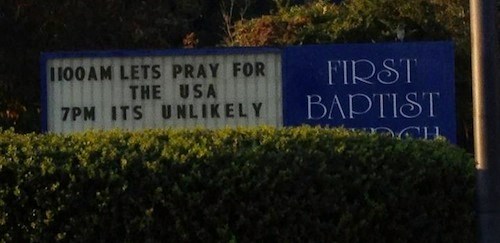 1100AM LETS PRAY FOR
THE USA
7PM ITS UNLIKELY
FIRST
BAPTIST